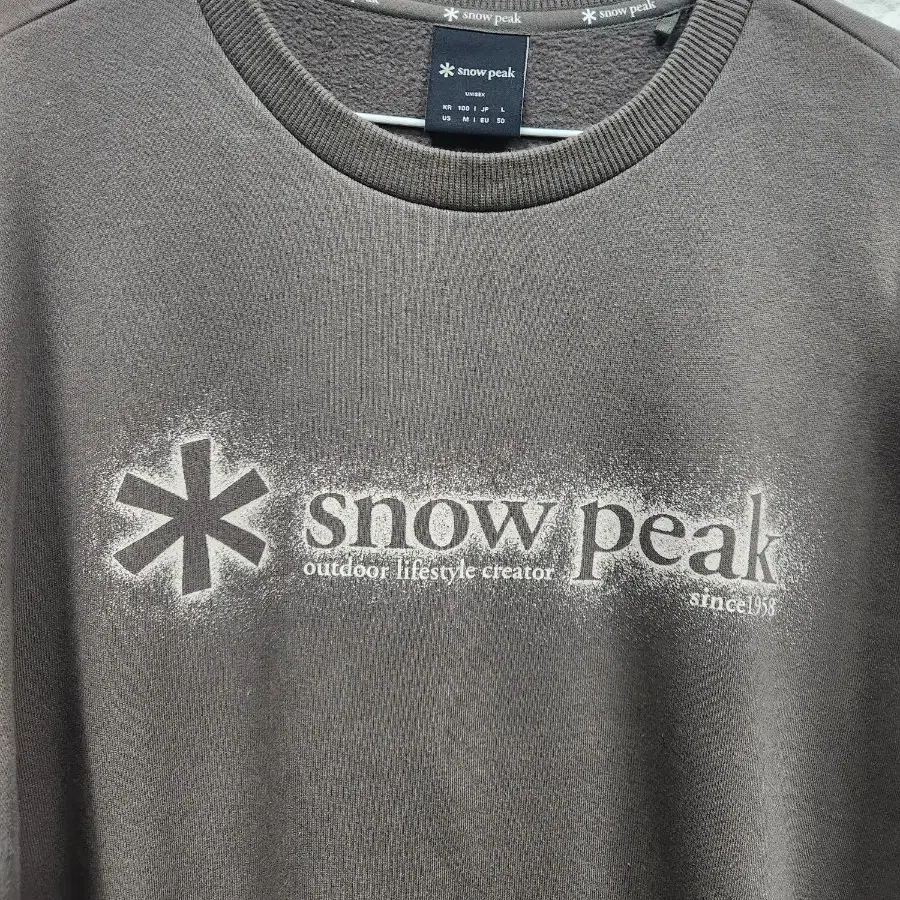 snow peak
snow peak
snow peak
UNISEX
KR 100 | JP L
US M | EU 50
snow peak
outdoor lifestyle creator
since1958